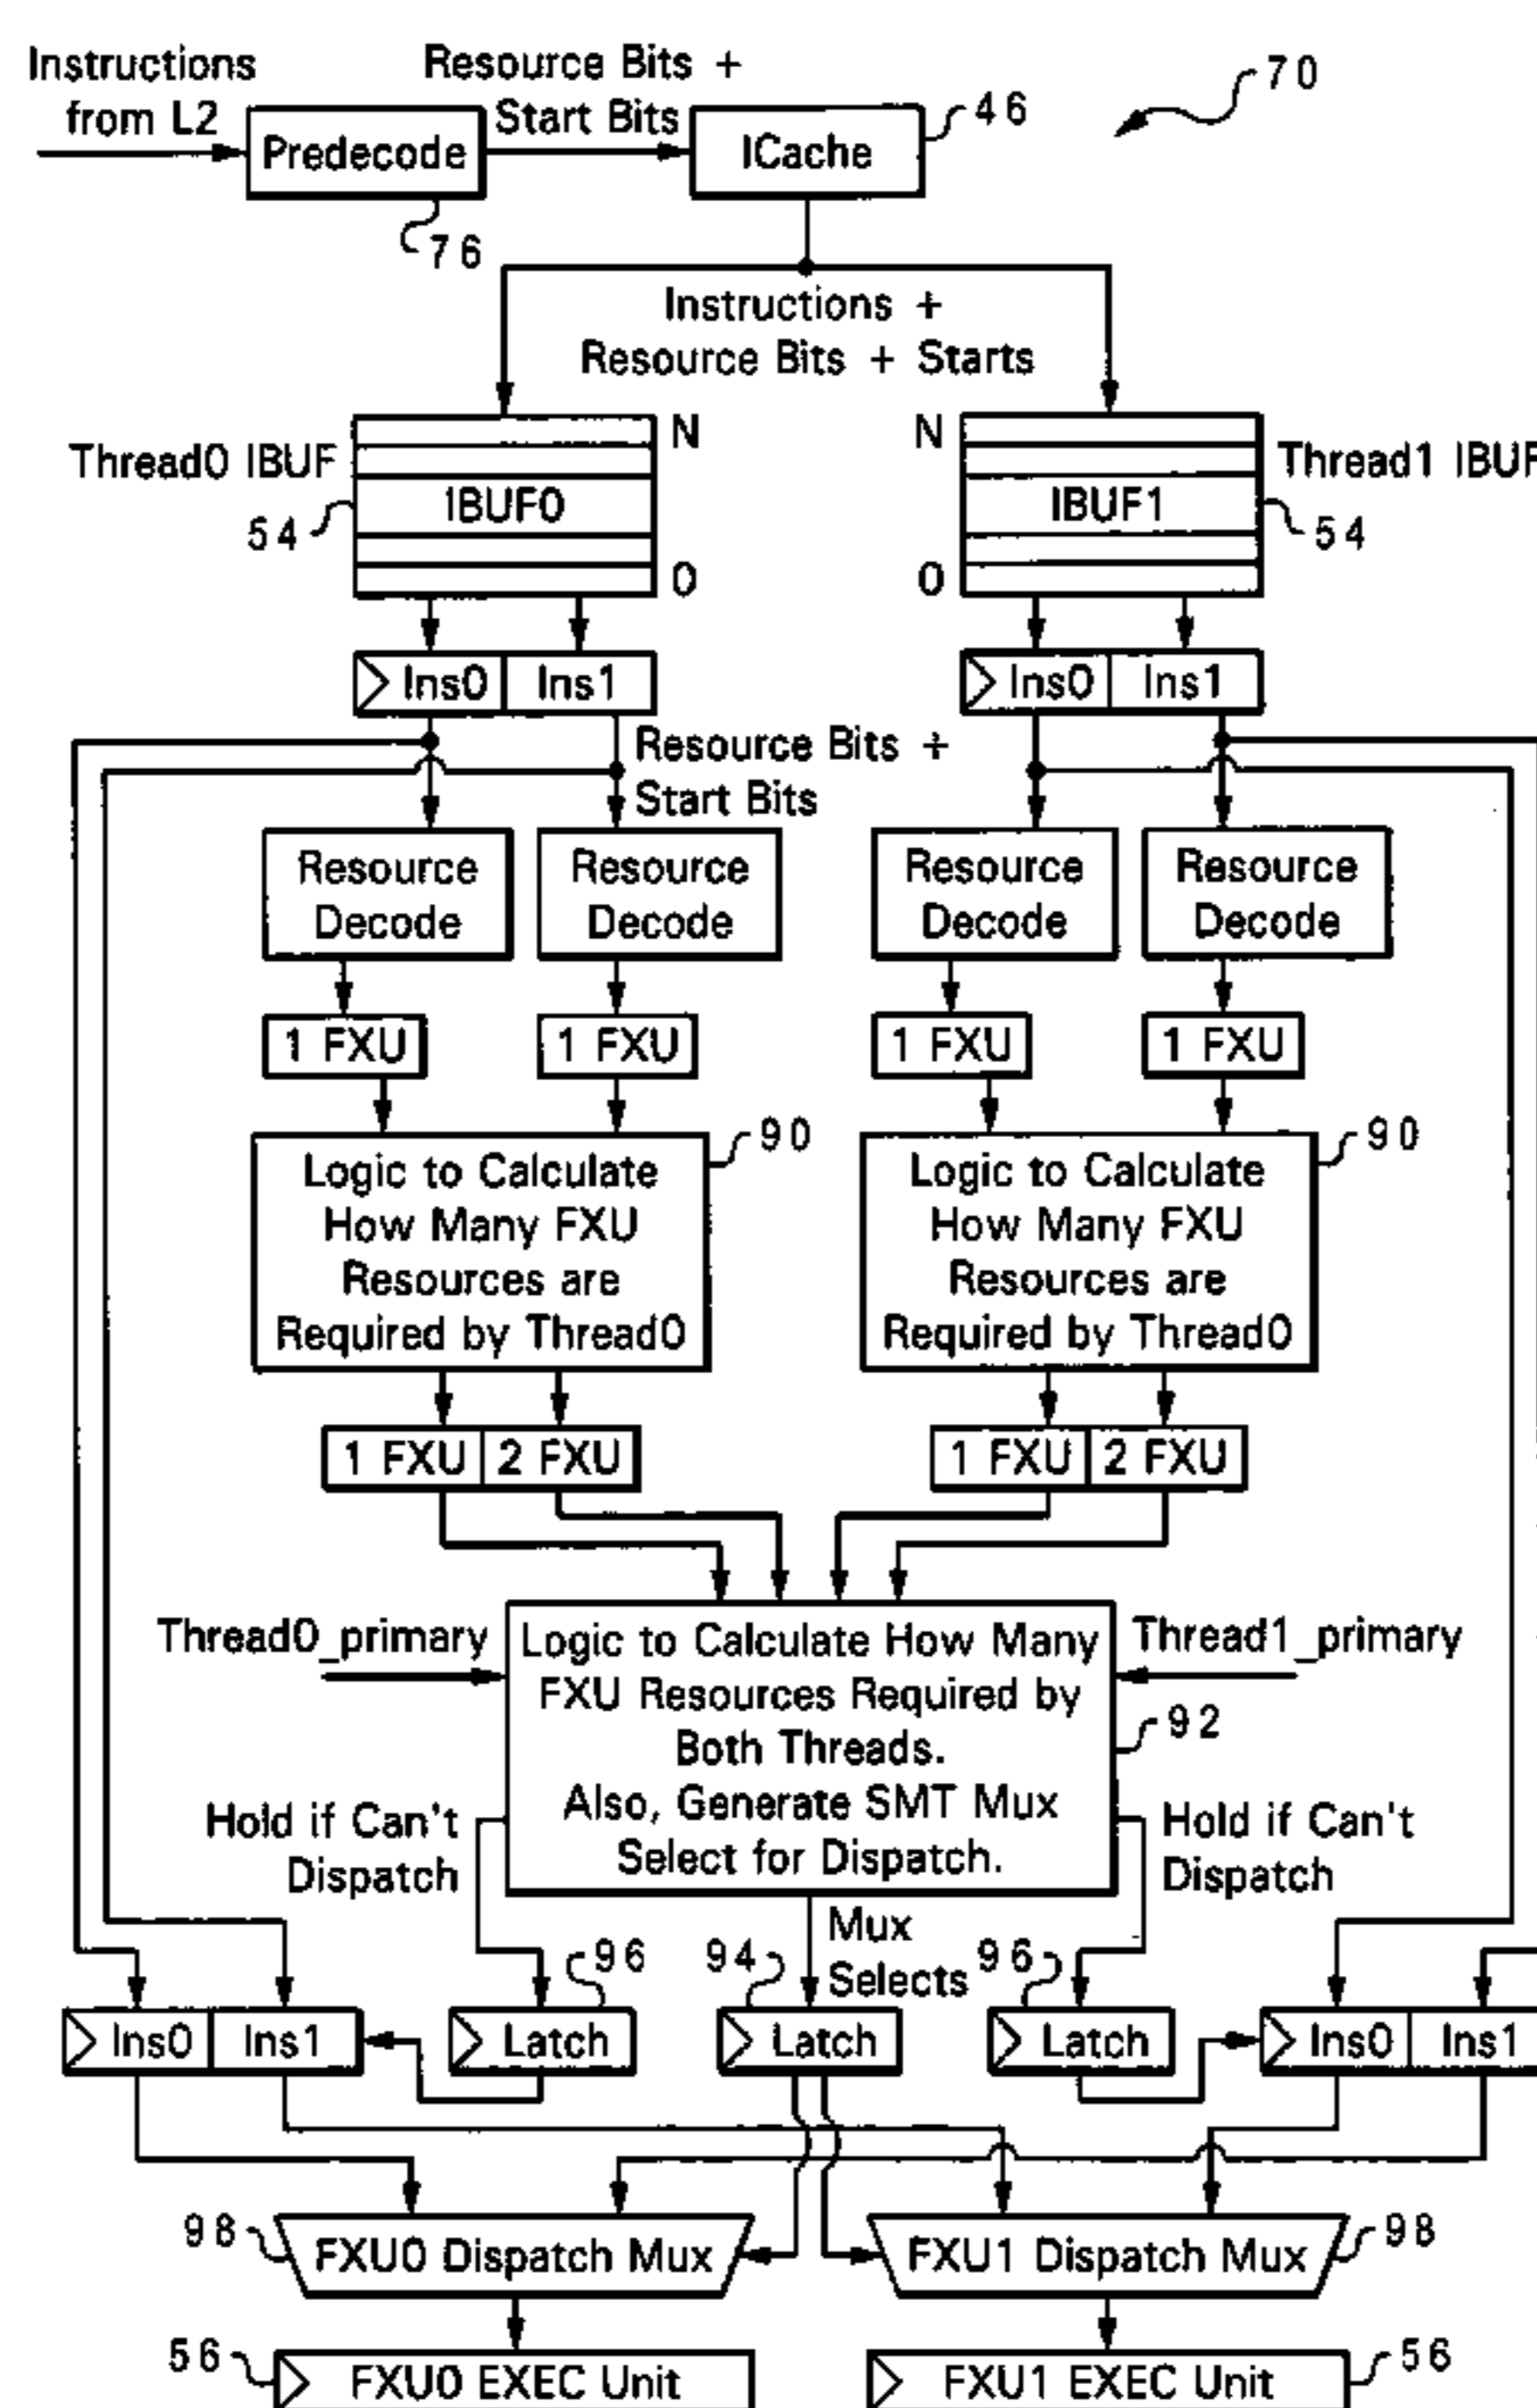 Instructions
from L2
Resource Bits +
Start Bits
Predecode
ICache
46
70
76
Instructions +
Resource Bits + Starts
Thread0 IBUF
54
IBUF0
N
0
N
0
IBUF1
Thread1 IBUF
54
Ins0
Ins1
Ins0
Ins1
Resource Bits +
Start Bits
Resource
Decode
Resource
Decode
Resource
Decode
Resource
Decode
1 FXU
1 FXU
1 FXU
1 FXU
90
Logic to Calculate
How Many FXU
Resources are
Required by Thread0
90
Logic to Calculate
How Many FXU
Resources are
Required by Thread0
1 FXU
2 FXU
1 FXU
2 FXU
Thread0_primary
Thread1_primary
Logic to Calculate How Many
FXU Resources Required by
Both Threads.
Also, Generate SMT Mux
Select for Dispatch.
92
Hold if Can't
Dispatch
Hold if Can't
Dispatch
Mux
Selects
96
94
96
Ins0
Ins1
Latch
Latch
Latch
Ins0
Ins1
98
FXU0 Dispatch Mux
FXU1 Dispatch Mux
98
56
FXU0 EXEC Unit
FXU1 EXEC Unit
56